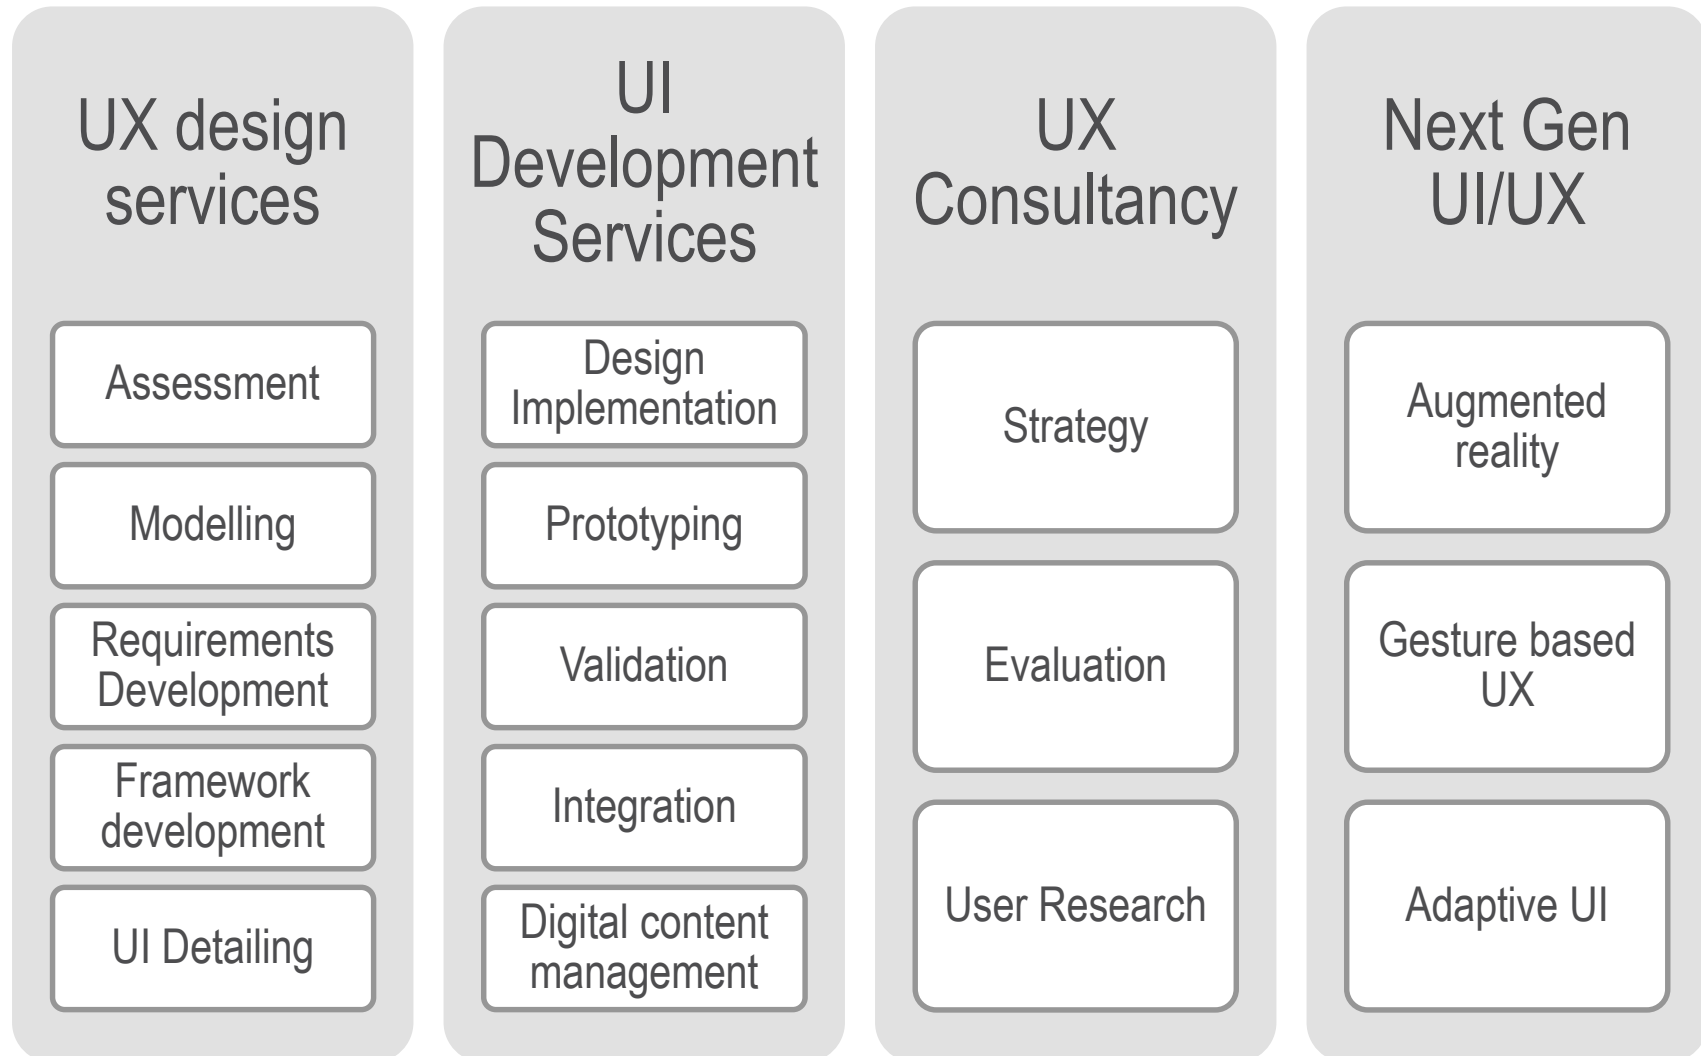 UX design
services
Assessment
Modelling
Requirements
Development
Framework
development
UI Detailing
UI
Development
Services
Design
Implementation
Prototyping
Validation
Integration
Digital content
management
UX
Consultancy
Strategy
Evaluation
User Research
Next Gen
UI/UX
Augmented
reality
Gesture based
UX
Adaptive UI